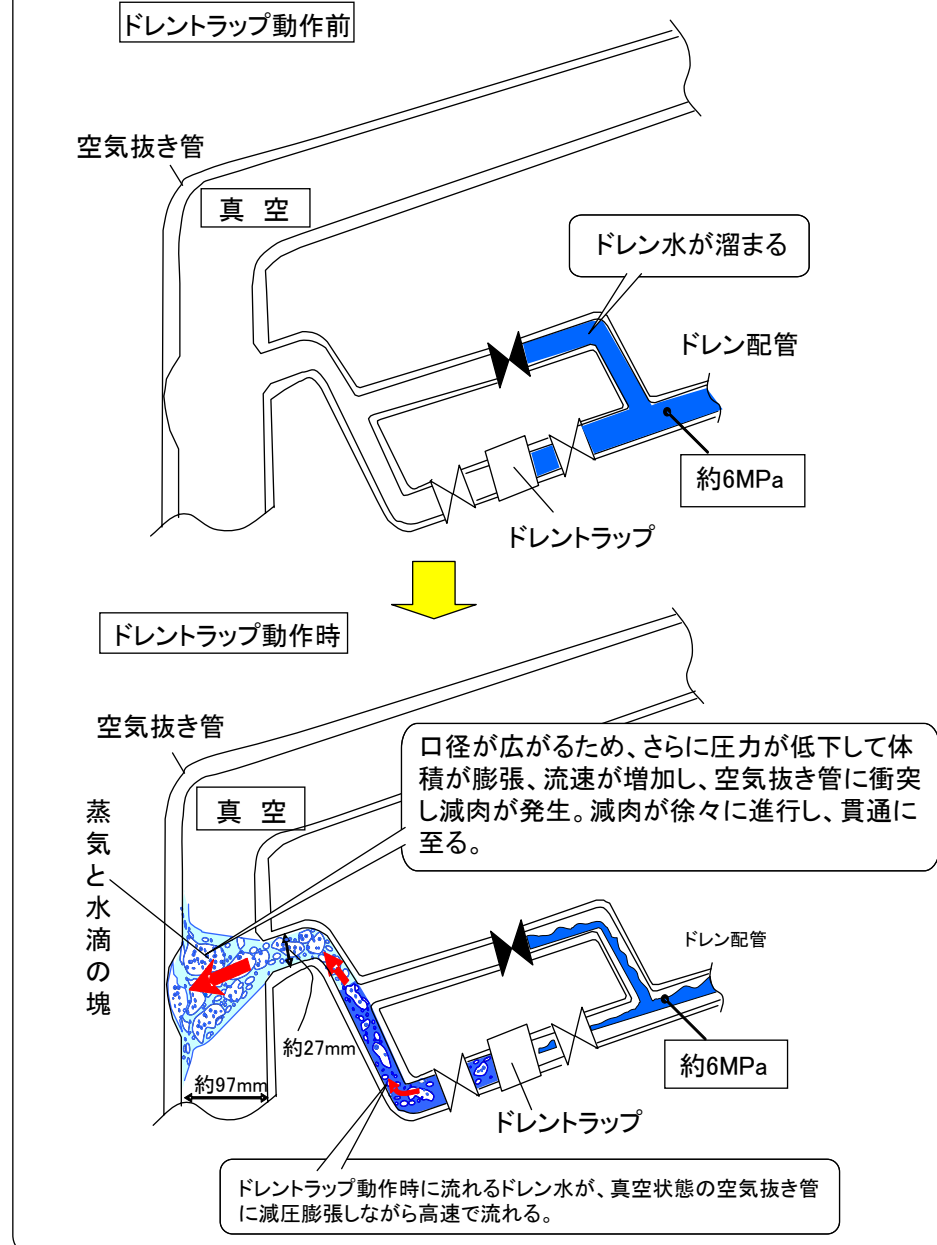 ドレントラップ動作前
空気抜き管
真 空
ドレン水が溜まる
ドレン配管
約6MPa
ドレントラップ
ドレントラップ動作時
空気抜き管
口径が広がるため、さらに圧力が低下して体
積が膨張、流速が増加し、空気抜き管に衝突
し減肉が発生。減肉が徐々に進行し、貫通に
至る。
真 空
蒸気と水滴の塊
ドレン配管
約27mm
約6MPa
約97mm
ドレントラップ
ドレントラップ動作時に流れるドレン水が、真空状態の空気抜き管
に減圧膨張しながら高速で流れる。